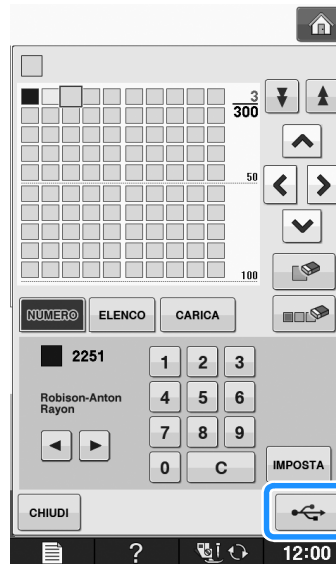 3
300
50
100
NUMERO ELENCO CARICA
2251
Robison-Anton
Rayon
1 2 3
4 5 6
7 8 9
0 C
IMPOSTA
CHIUDI
? 12:00